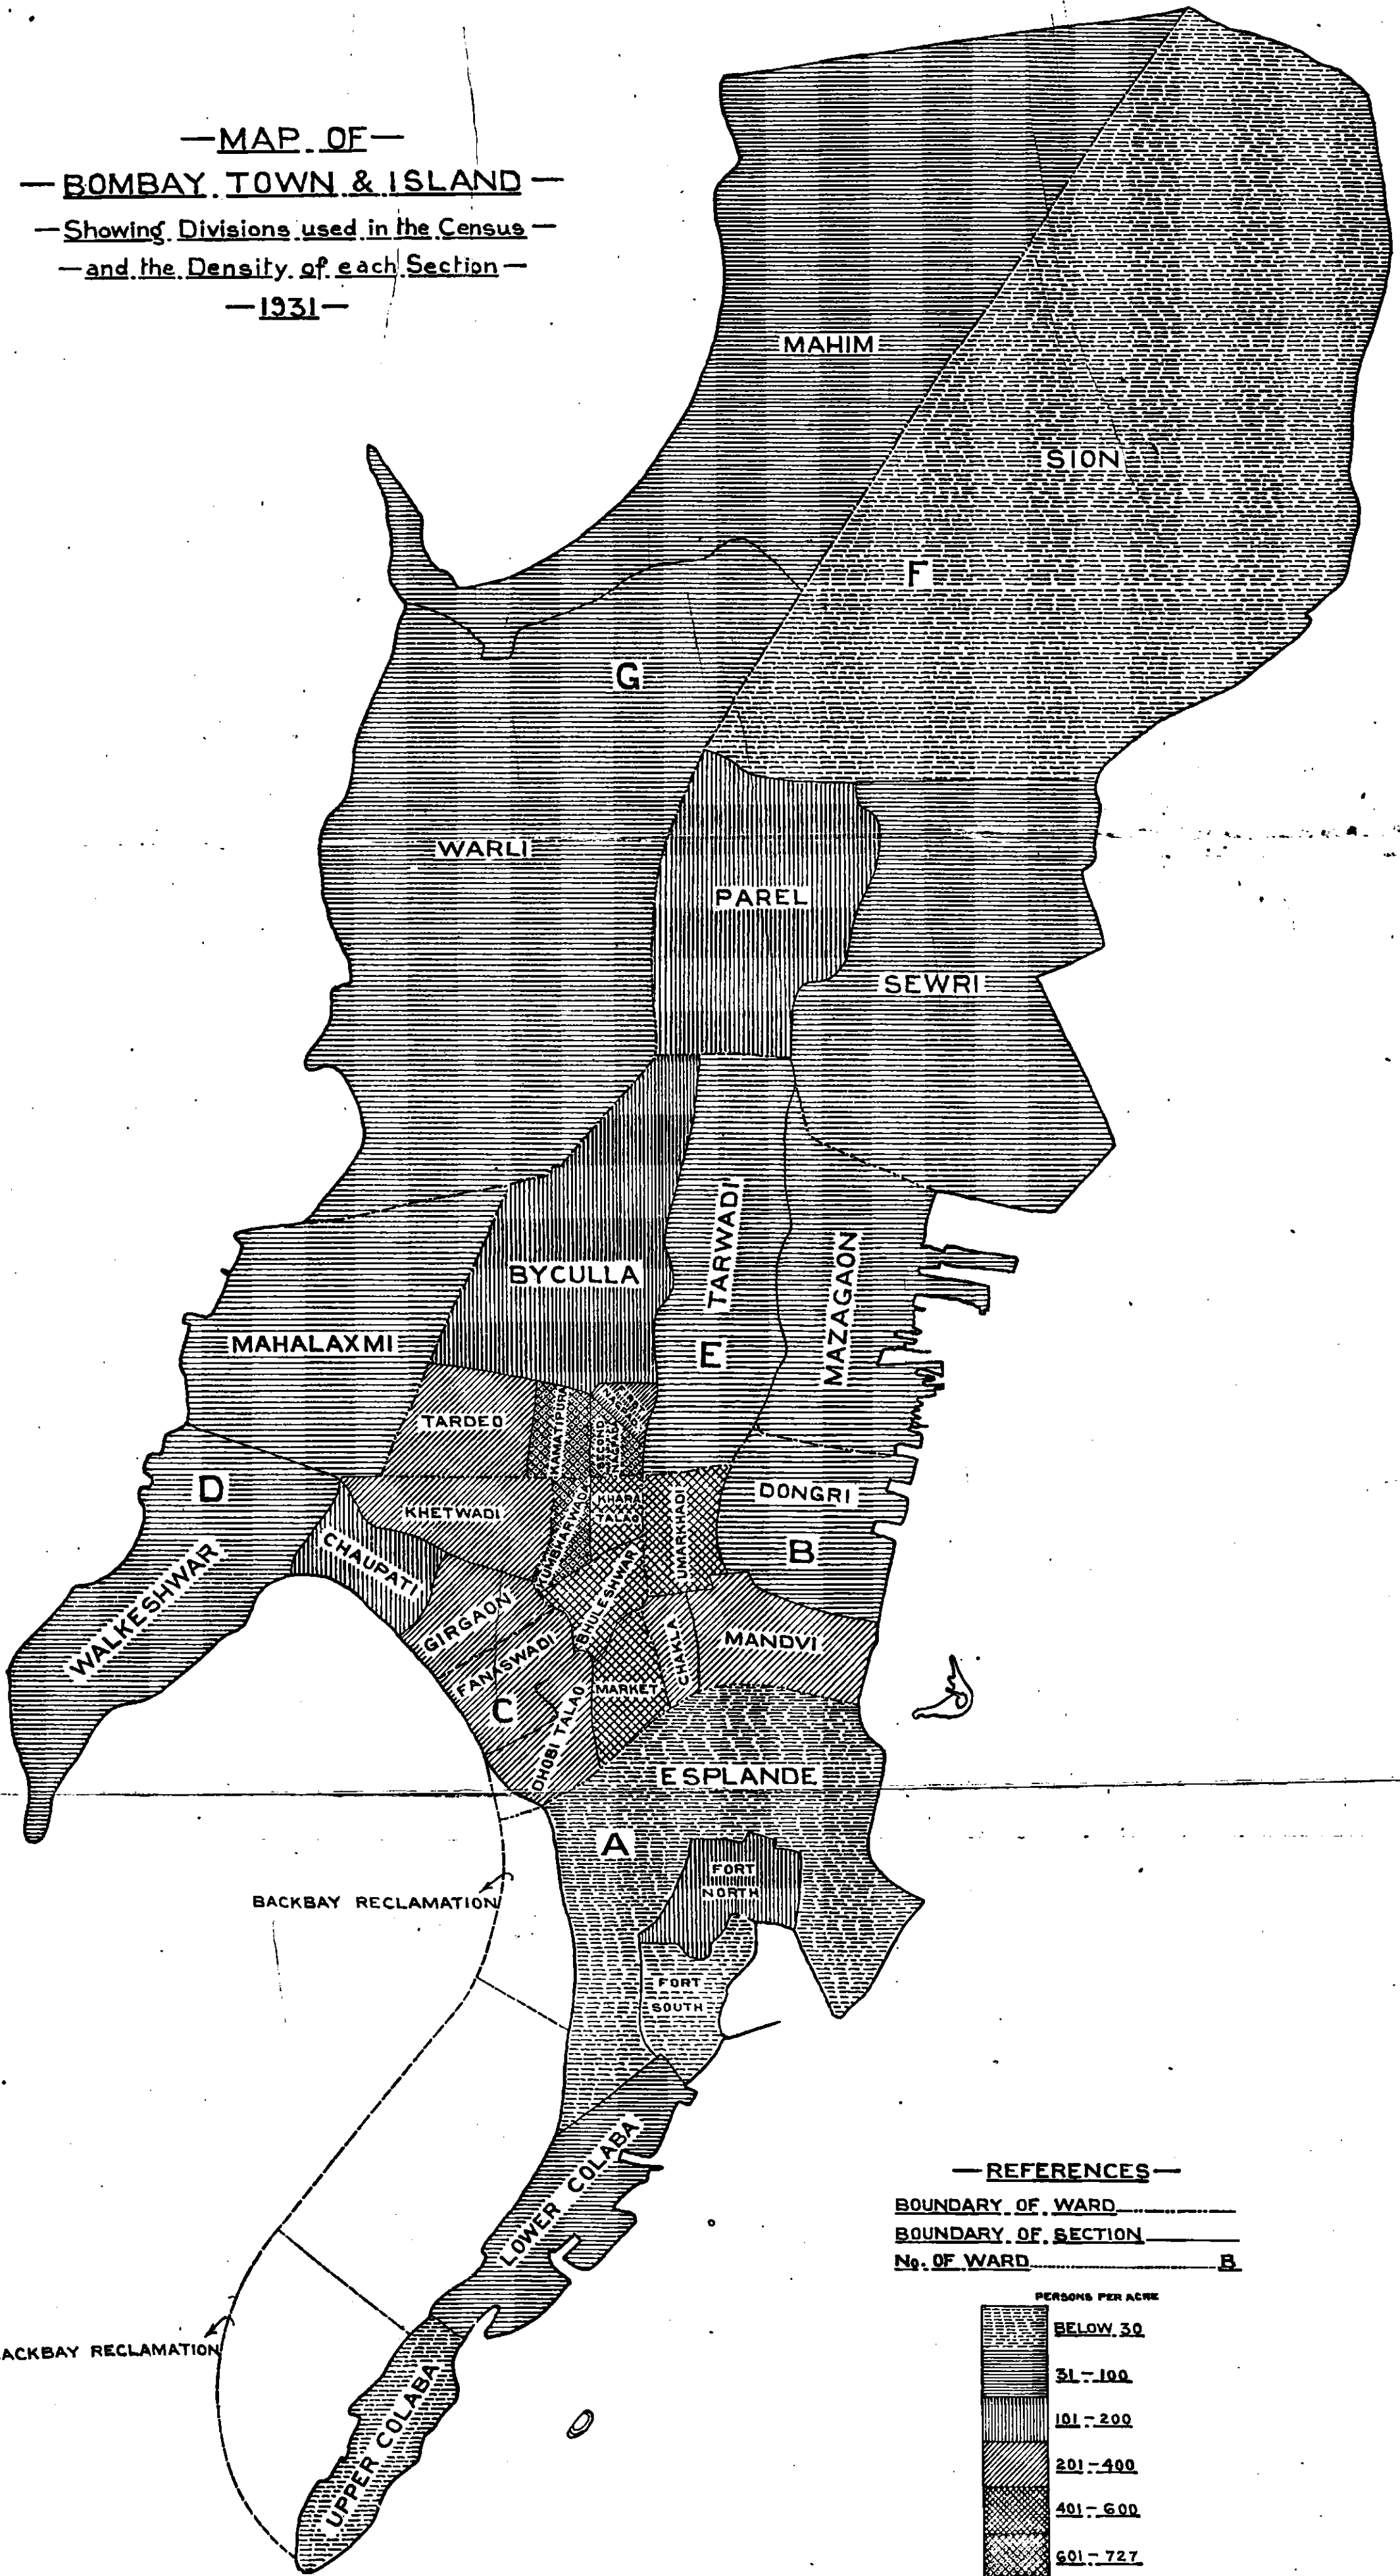 MAP OF
BOMBAY TOWN & ISLAND
Showing Divisions used in the Census
and the Density of each Section
1931
MAHIM
SION
F
G
WARLI
PAREL
SEWRI
BYCULLA
TARWADI
MAZAGAON
MAHALAXMI
E
TARDEO
KAMATIPURA
SECOND
NAGPADA
D
KHETWADI
KUMBHARWADA
KHARA
TALAO
UMARKHADI
DONGRI
B
WALKESHWAR
CHAUPATI
GIRGAON
BHULESHWAR
FANASWADI
CHAKLA
MANDVI
C
DHOBI TALAO
MARKET
ESPLANDE
A
FORT
NORTH
BACKBAY RECLAMATION
FORT
SOUTH
LOWER COLABA
ACKBAY RECLAMATION
UPPER COLABA
REFERENCES
BOUNDARY OF WARD
BOUNDARY OF SECTION
No. OF WARD B
PERSONS PER ACRE
BELOW 30
31-100
101-200
201-400
401-600
601-727